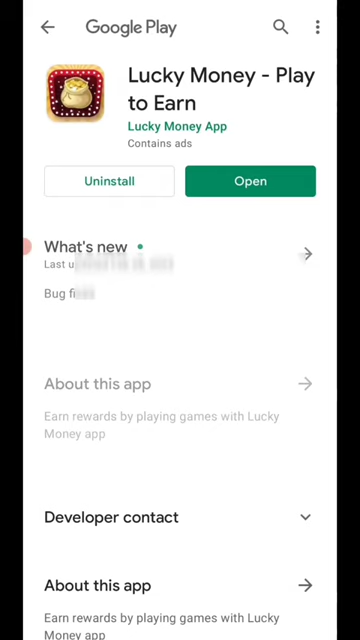 Google Play
Lucky Money - Play
to Earn
Lucky Money App
Contains ads
Uninstall
Open
What's new
Last
Bug
About this app
Earn rewards by playing games with Lucky
Money app
Developer contact
About this app
Earn rewards by playing games with Lucky
Money app